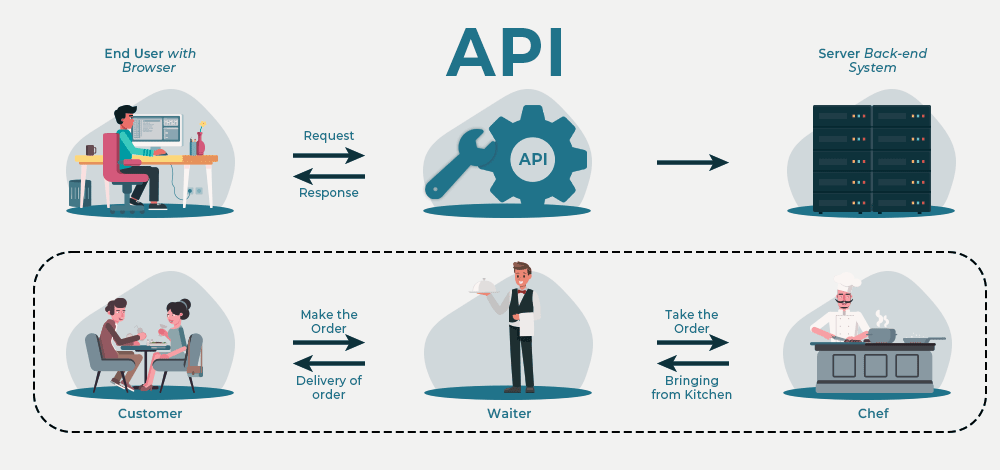 API
End User with
Browser
Server Back-end
System
Request
API
Response
Make the
Order
Take the
Order
Delivery of
order
Bringing
from Kitchen
Customer
Waiter
Chef